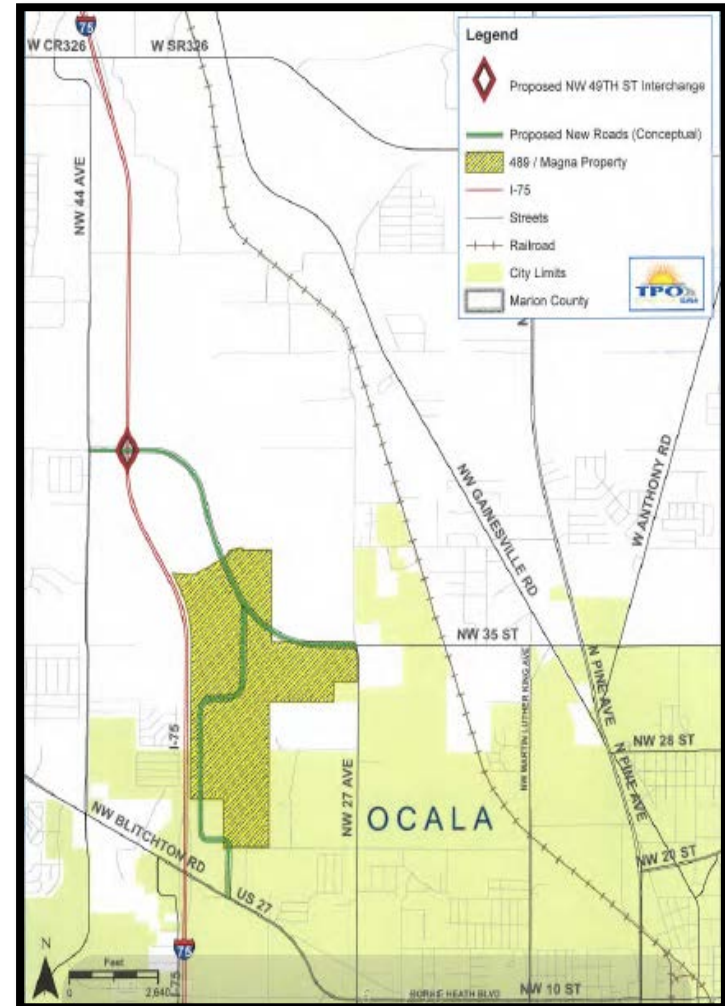 75
W CR326
W SR326
Legend
Proposed NW 49TH ST Interchange
Proposed New Roads (Conceptual)
489 / Magna Property
I-75
Streets
Railroad
City Limits
Marion County
TPO
NW 44 AVE
N
W ANTHONY RD
NW GAINESVILLE RD
NW 35 ST
NW MARTIN LUTHER KING AVE
N PINE AVE
NW 28 ST
I-75
N PINE AVE
NW 27 AVE
OCALA
NW BLITCHTON RD
NW 20 ST
US 27
N
75
Feet
0
2,640
I-75
NW 10 ST